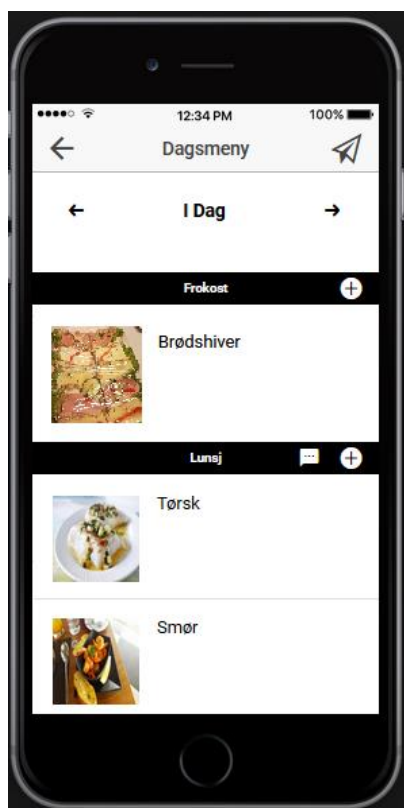 12:34 PM
100%
Dagsmeny
I Dag
Frokost
Brødshiver
Lunsj
Tørsk
Smør